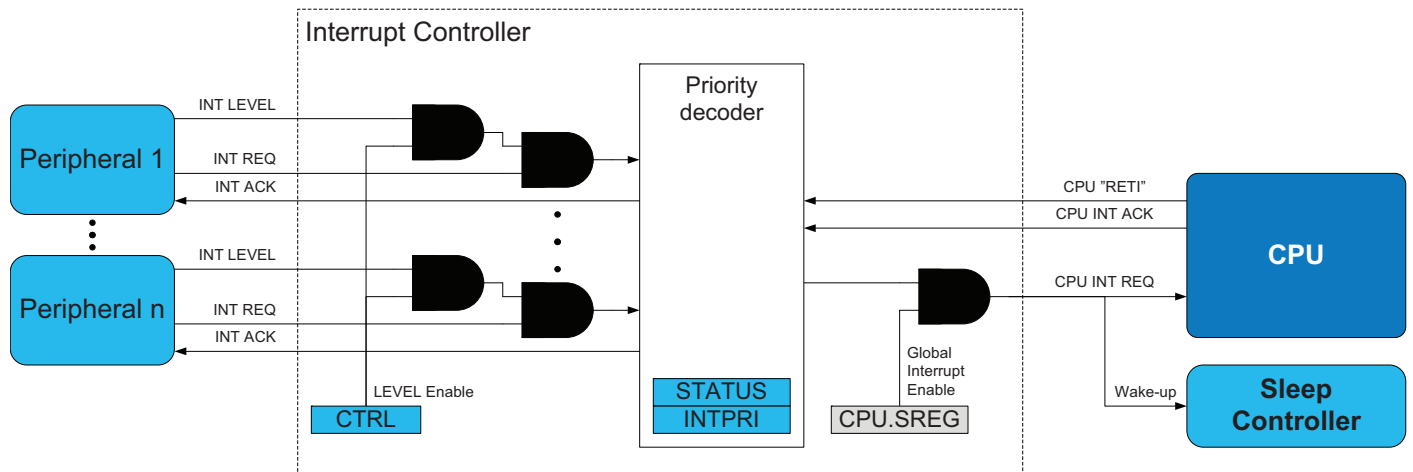 Interrupt Controller
Peripheral 1
INT LEVEL
INT REQ
INT ACK
Peripheral n
INT LEVEL
INT REQ
INT ACK
LEVEL Enable
CTRL
Priority
decoder
STATUS
INTPRI
Global
Interrupt
Enable
CPU.SREG
CPU "RETI"
CPU INT ACK
CPU INT REQ
CPU
Wake-up
Sleep
Controller